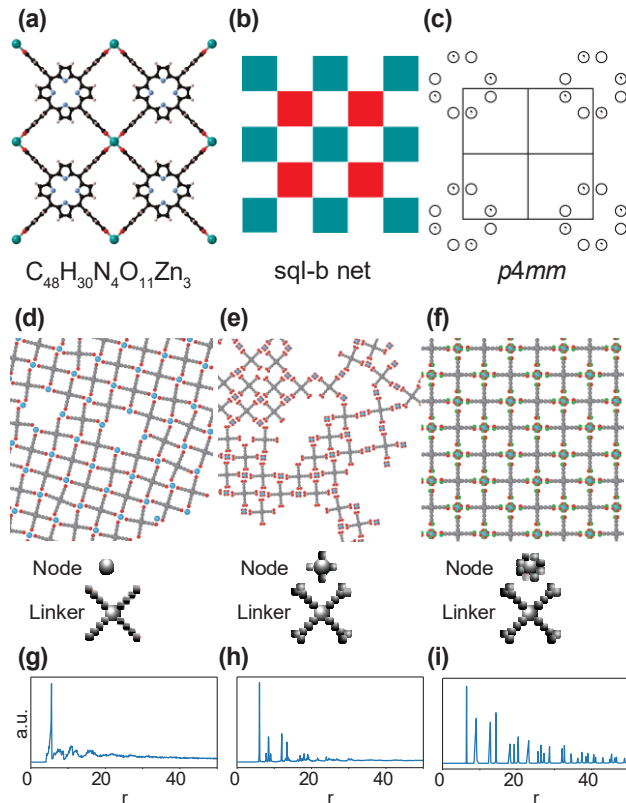 (a) (b) (c)
C₄₈H₃₀N₄O₁₁Zn₃ sql-b net p4mm
(d) (e) (f)
Node Node Node
Linker Linker Linker
(g) (h) (i)
a.u.
0 20 40 0 20 40 0 20 40
r r r